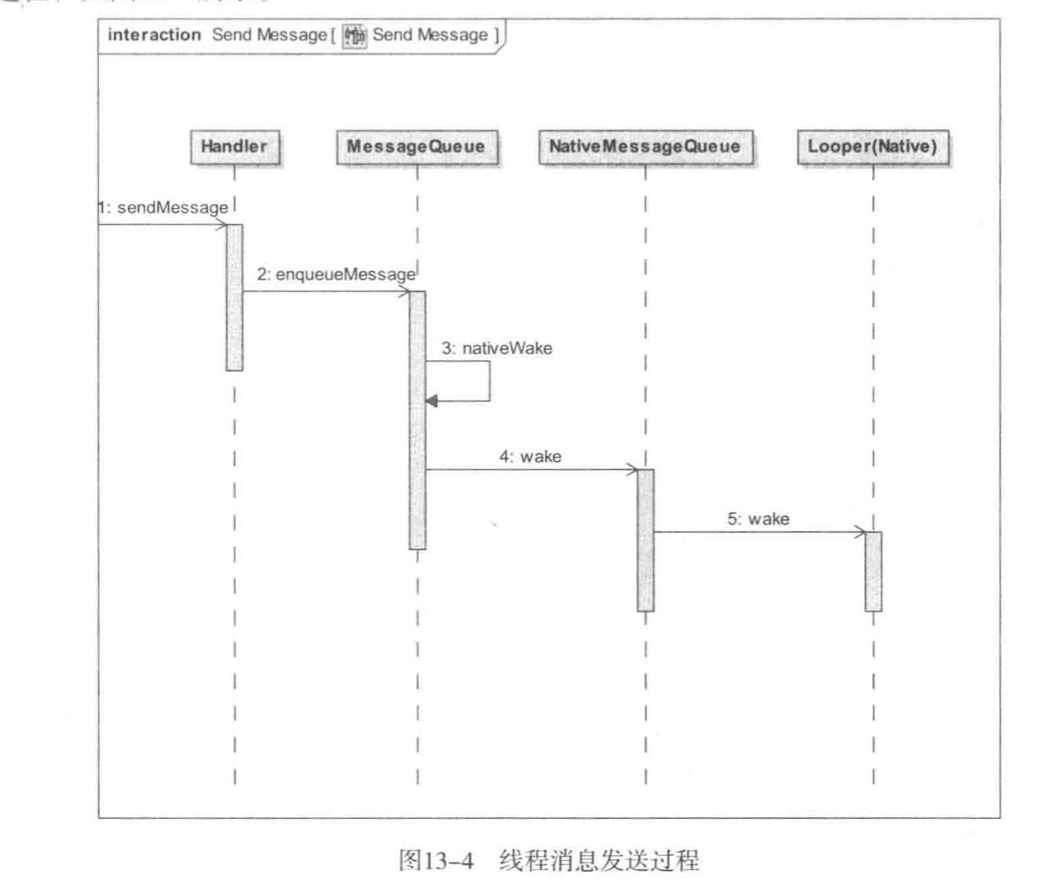 interaction Send Message [ Send Message ]
Handler
MessageQueue
NativeMessageQueue
Looper(Native)
1: sendMessage
2: enqueueMessage
3: nativeWake
4: wake
5: wake
图13-4 线程消息发送过程